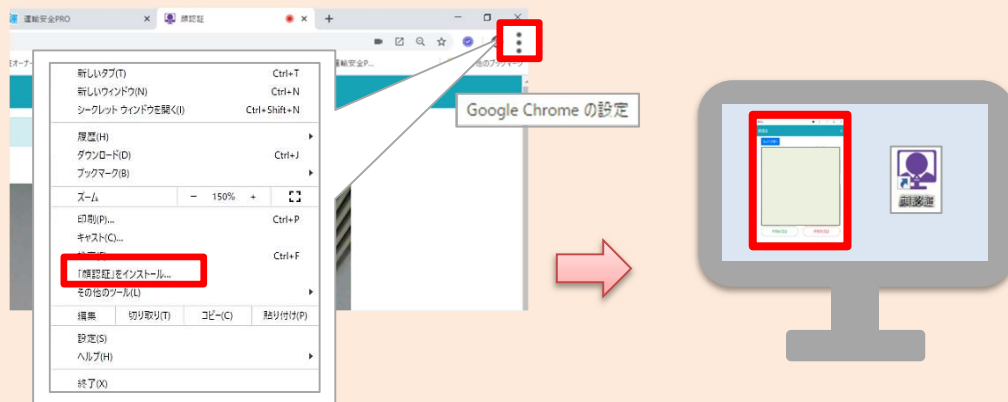 運輸安全PRO
顔認証
新しいタブ(T) Ctrl+T
新しいウィンドウ(N) Ctrl+N
シークレット ウィンドウを開く(I) Ctrl+Shift+N
Google Chrome の設定
履歴(H)
ダウンロード(D) Ctrl+J
ブックマーク(B)
ズーム － 150% ＋
印刷(P)... Ctrl+P
キャスト(C)...
Ctrl+F
「顔認証」をインストール...
その他のツール(L)
編集 切り取り(T) コピー(C) 貼り付け(P)
設定(S)
ヘルプ(H)
終了(X)
顔認証